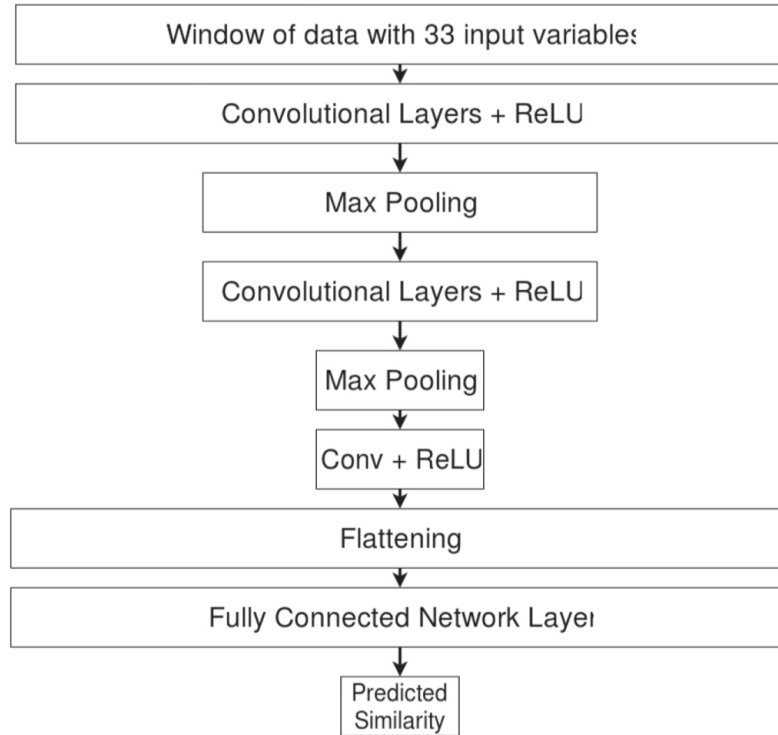 Window of data with 33 input variables
Convolutional Layers + ReLU
Max Pooling
Convolutional Layers + ReLU
Max Pooling
Conv + ReLU
Flattening
Fully Connected Network Layer
Predicted
Similarity